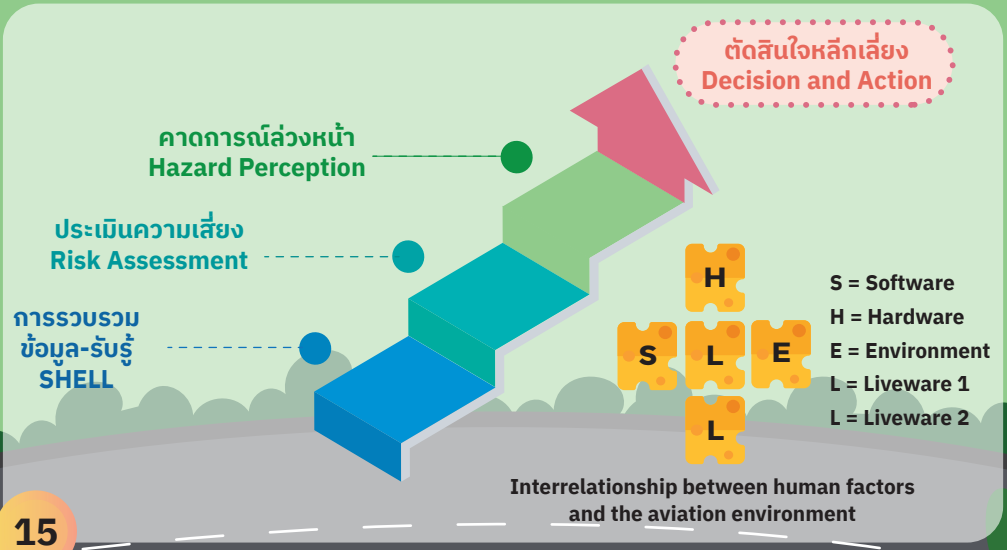 ตัดสินใจหลีกเลี่ยง
Decision and Action
คาดการณ์ล่วงหน้า
Hazard Perception
ประเมินความเสี่ยง
Risk Assessment
การรวบรวม
ข้อมูล-รับรู้
SHELL
H
S L E
L
S = Software
H = Hardware
E = Environment
L = Liveware 1
L = Liveware 2
Interrelationship between human factors
and the aviation environment
15